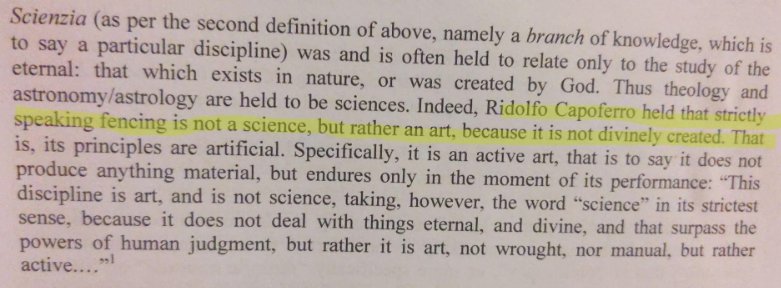 Scienzia (as per the second definition of above, namely a branch of knowledge, which is
to say a particular discipline) was and is often held to relate only to the study of the
eternal: that which exists in nature, or was created by God. Thus theology and
astronomy/astrology are held to be sciences. Indeed, Ridolfo Capoferro held that strictly
speaking fencing is not a science, but rather an art, because it is not divinely created. That
is, its principles are artificial. Specifically, it is an active art, that is to say it does not
produce anything material, but endures only in the moment of its performance: “This
discipline is art, and is not science, taking, however, the word “science” in its strictest
sense, because it does not deal with things eternal, and divine, and that surpass the
powers of human judgment, but rather it is art, not wrought, nor manual, but rather
active....”1